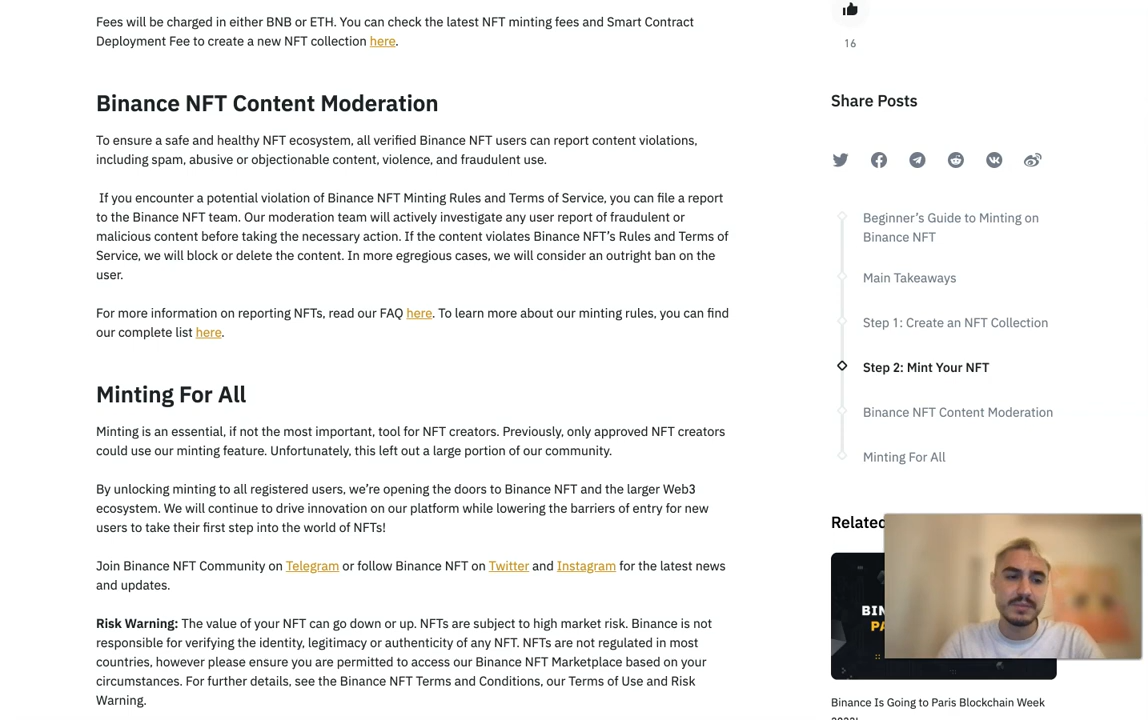 Fees will be charged in either BNB or ETH. You can check the latest NFT minting fees and Smart Contract
Deployment Fee to create a new NFT collection here.
Binance NFT Content Moderation
To ensure a safe and healthy NFT ecosystem, all verified Binance NFT users can report content violations,
including spam, abusive or objectionable content, violence, and fraudulent use.
If you encounter a potential violation of Binance NFT Minting Rules and Terms of Service, you can file a report
to the Binance NFT team. Our moderation team will actively investigate any user report of fraudulent or
malicious content before taking the necessary action. If the content violates Binance NFT's Rules and Terms of
Service, we will block or delete the content. In more egregious cases, we will consider an outright ban on the
user.
For more information on reporting NFTs, read our FAQ here. To learn more about our minting rules, you can find
our complete list here.
Minting For All
Minting is an essential, if not the most important, tool for NFT creators. Previously, only approved NFT creators
could use our minting feature. Unfortunately, this left out a large portion of our community.
By unlocking minting to all registered users, we're opening the doors to Binance NFT and the larger Web3
ecosystem. We will continue to drive innovation on our platform while lowering the barriers of entry for new
users to take their first step into the world of NFTs!
Join Binance NFT Community on Telegram or follow Binance NFT on Twitter and Instagram for the latest news
and updates.
Risk Warning: The value of your NFT can go down or up. NFTs are subject to high market risk. Binance is not
responsible for verifying the identity, legitimacy or authenticity of any NFT. NFTs are not regulated in most
countries, however please ensure you are permitted to access our Binance NFT Marketplace based on your
circumstances. For further details, see the Binance NFT Terms and Conditions, our Terms of Use and Risk
Warning.
16
Share Posts
Beginner's Guide to Minting on
Binance NFT
Main Takeaways
Step 1: Create an NFT Collection
Step 2: Mint Your NFT
Binance NFT Content Moderation
Minting For All
Binance Is Going to Paris Blockchain Week